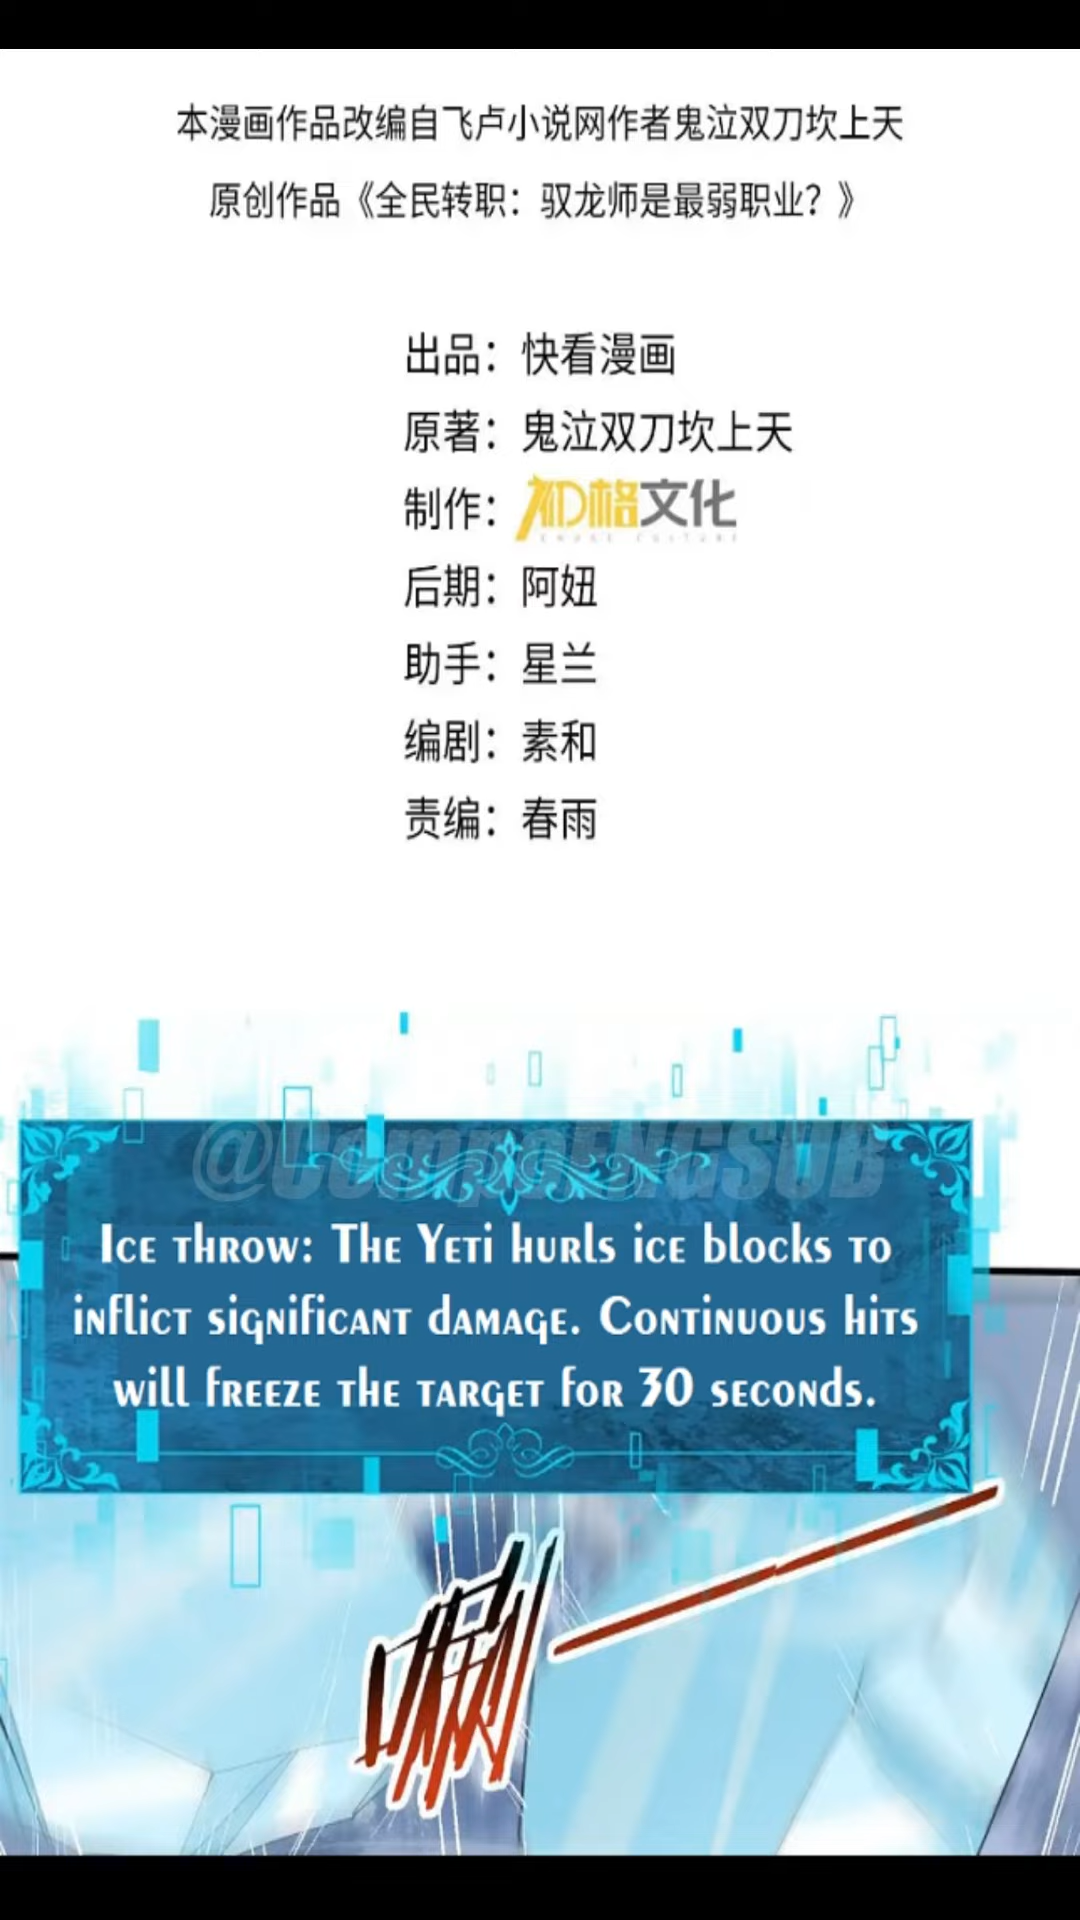 本漫画作品改编自飞卢小说网作者鬼泣双刀坎上天
原创作品《全民转职：驭龙师是最弱职业？》
出品：快看漫画
原著：鬼泣双刀坎上天
制作：
格文化
后期：阿妞
助手：星兰
编剧：素和
责编：春雨
@CompoENGSUB
Ice throw: The Yeti hurls ice blocks to
inflict significant damage. Continuous hits
will freeze the target for 30 seconds.
唰